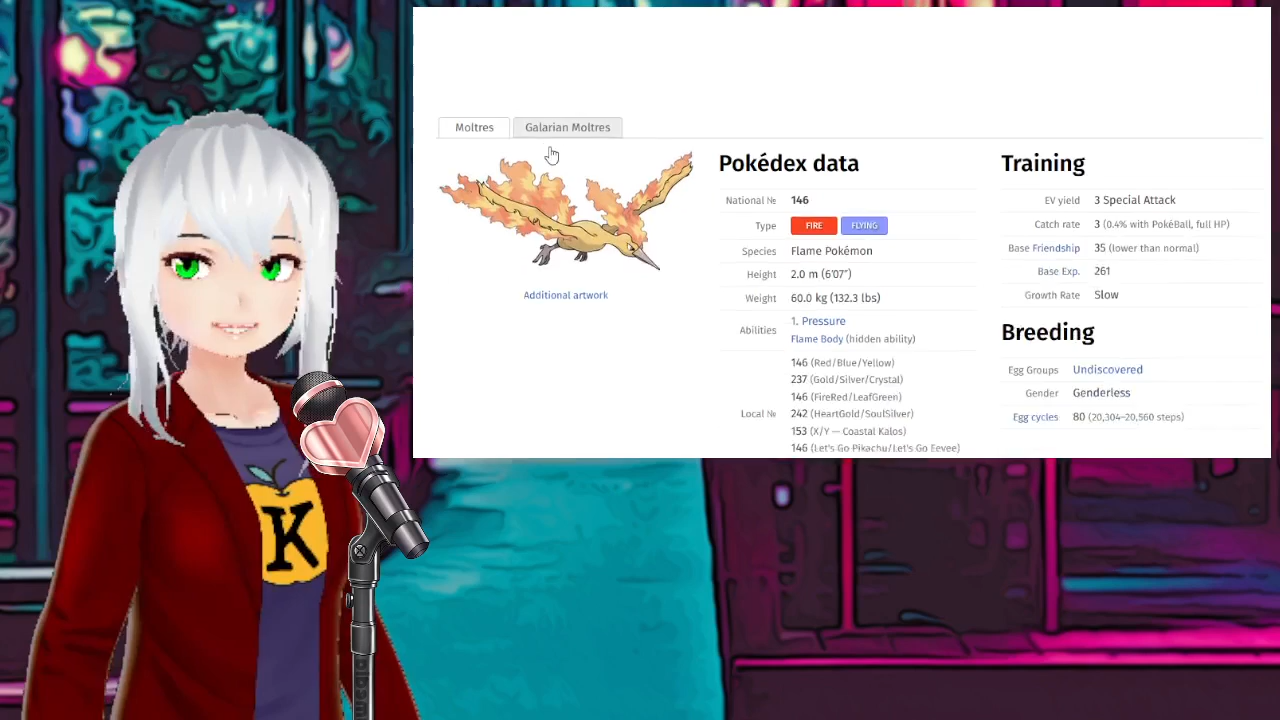 Moltres
Galarian Moltres
Additional artwork
Pokédex data
National № 146
Type FIRE FLYING
Species Flame Pokémon
Height 2.0 m (6′07″)
Weight 60.0 kg (132.3 lbs)
Abilities 1. Pressure
Flame Body (hidden ability)
Local № 146 (Red/Blue/Yellow)
237 (Gold/Silver/Crystal)
146 (FireRed/LeafGreen)
242 (HeartGold/SoulSilver)
153 (X/Y — Coastal Kalos)
146 (Let's Go Pikachu/Let's Go Eevee)
Training
EV yield 3 Special Attack
Catch rate 3 (0.4% with PokéBall, full HP)
Base Friendship 35 (lower than normal)
Base Exp. 261
Growth Rate Slow
Breeding
Egg Groups Undiscovered
Gender Genderless
Egg cycles 80 (20,304–20,560 steps)
K